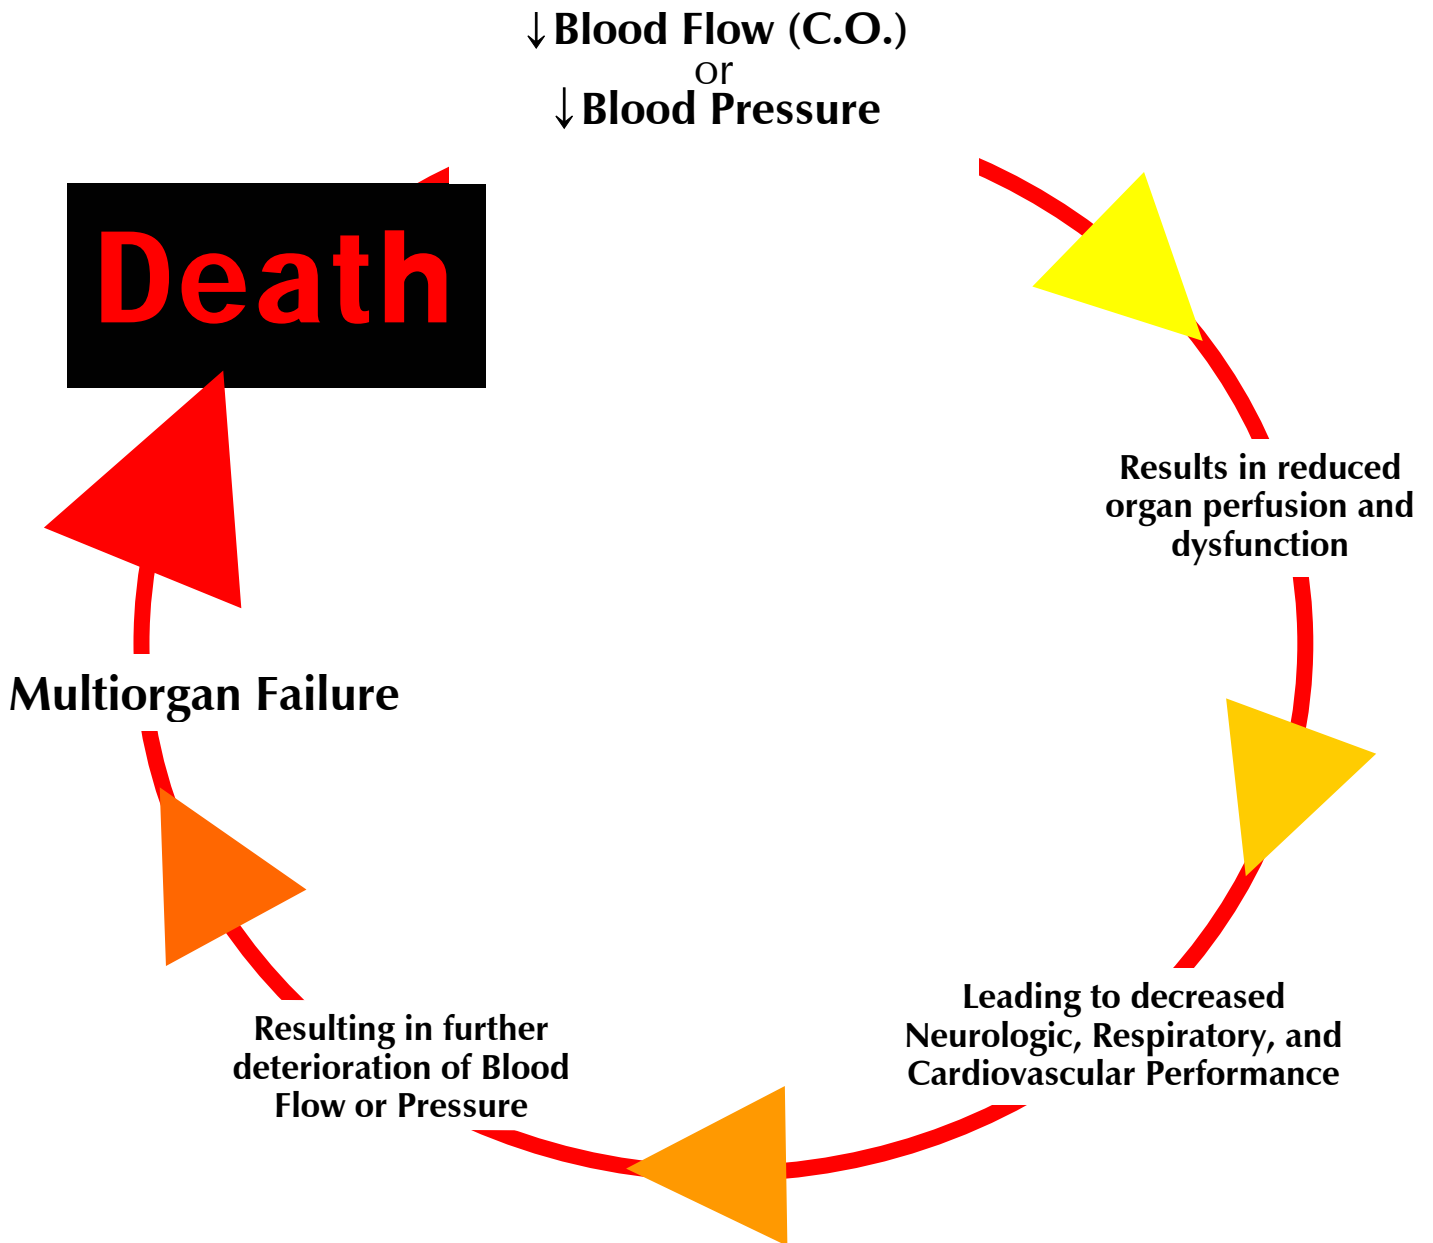 ↓Blood Flow (C.O.)
or
↓Blood Pressure
Death
Results in reduced
organ perfusion and
dysfunction
Multiorgan Failure
Leading to decreased
Neurologic, Respiratory, and
Cardiovascular Performance
Resulting in further
deterioration of Blood
Flow or Pressure